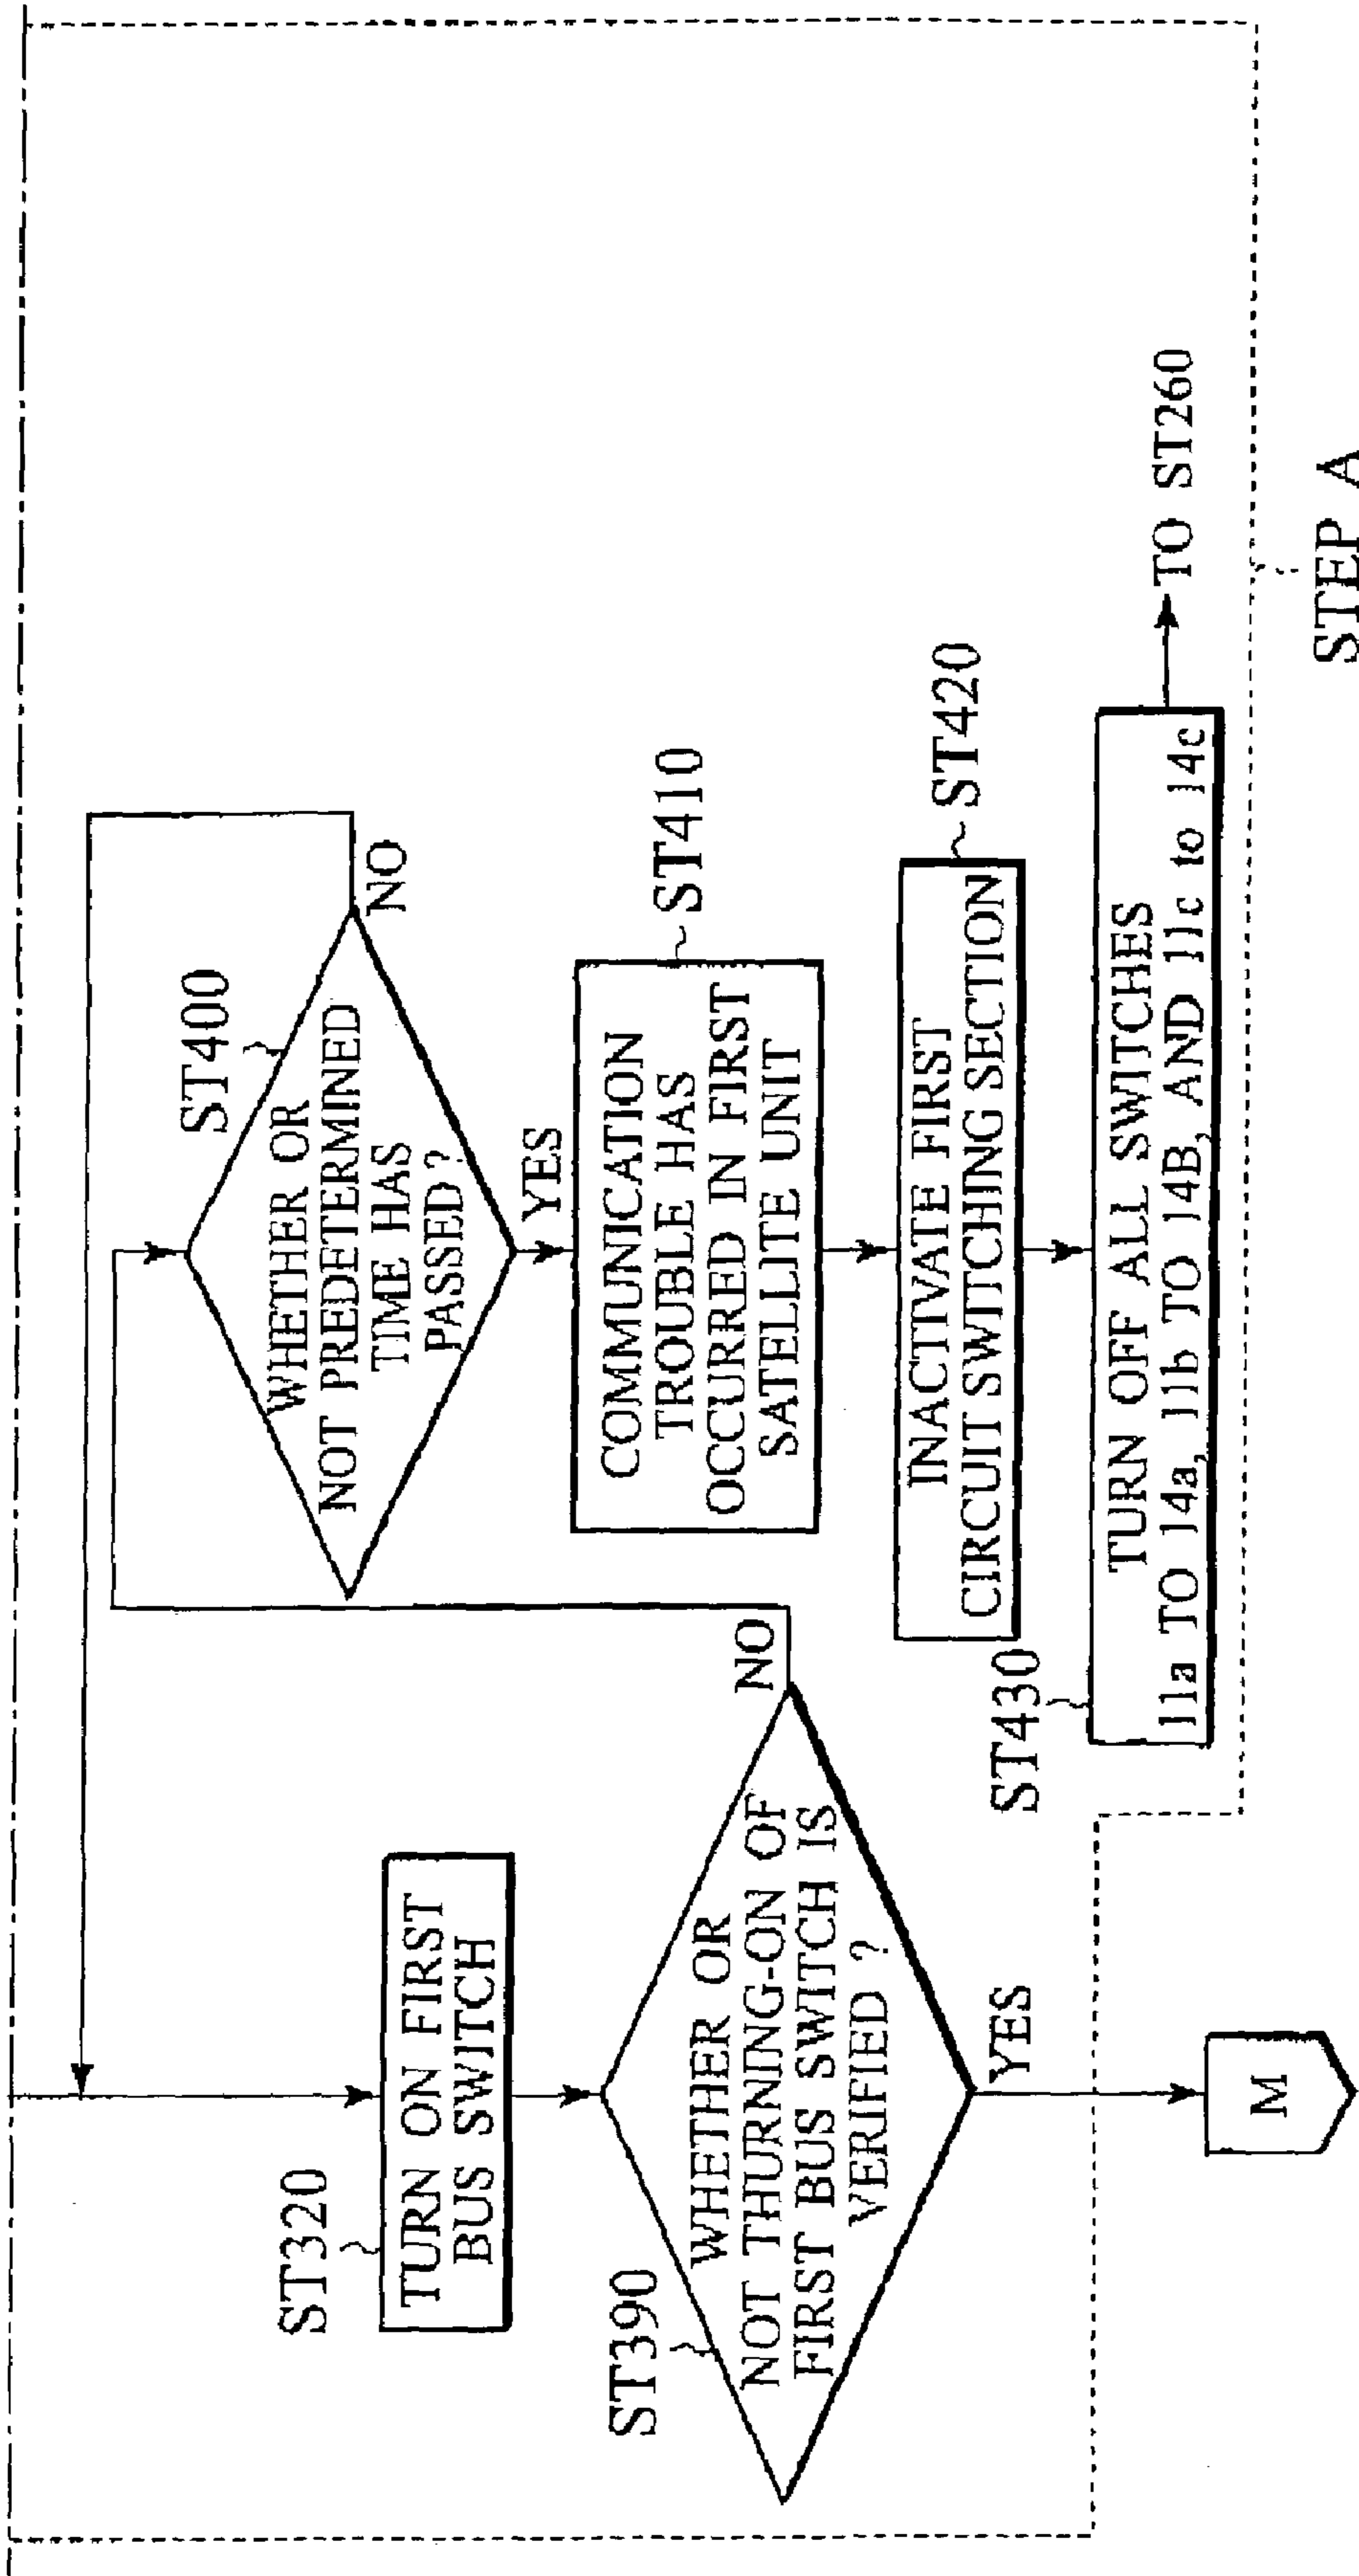 ST320
TURN ON FIRST
BUS SWITCH
ST390
WHETHER OR
NOT THURNING-ON OF
FIRST BUS SWITCH IS
VERIFIED ?
NO
YES
M
ST400
WHETHER OR
NOT PREDETERMINED
TIME HAS
PASSED ?
NO
YES
COMMUNICATION
TROUBLE HAS
OCCURRED IN FIRST
SATELLITE UNIT
ST410
INACTIVATE FIRST
CIRCUIT SWITCHING SECTION
ST420
ST430
TURN OFF ALL SWITCHES
11a TO 14a, 11b TO 14B, AND 11c to 14c
TO ST260
STEP A